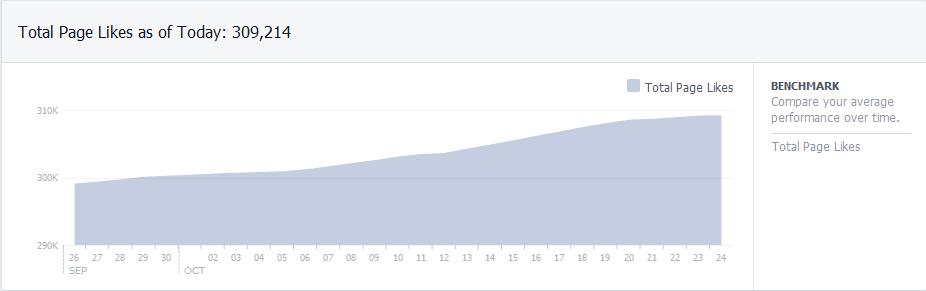 Total Page Likes as of Today: 309,214
Total Page Likes
310K
300K
290K
26 27 28 29 30 02 03 04 05 06 07 08 09 10 11 12 13 14 15 16 17 18 19 20 21 22 23 24
SEP OCT
BENCHMARK
Compare your average
performance over time.
Total Page Likes